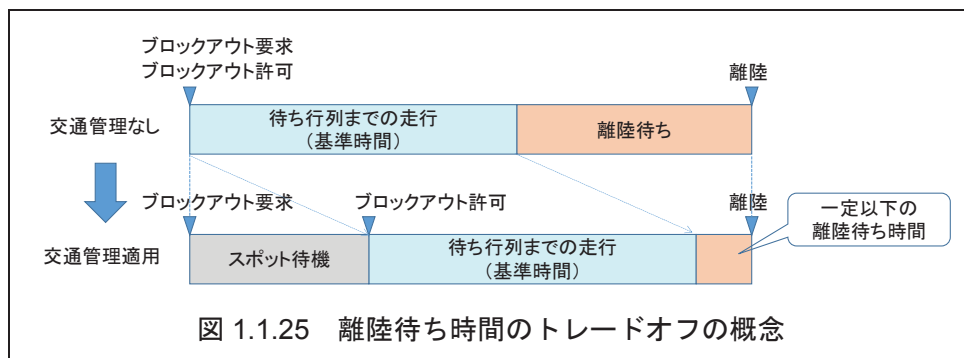 ブロックアウト要求
ブロックアウト許可
離陸
交通管理なし
待ち行列までの走行
(基準時間)
離陸待ち
ブロックアウト要求
ブロックアウト許可
離陸
一定以下の
離陸待ち時間
交通管理適用
スポット待機
待ち行列までの走行
(基準時間)
図 1.1.25 離陸待ち時間のトレードオフの概念